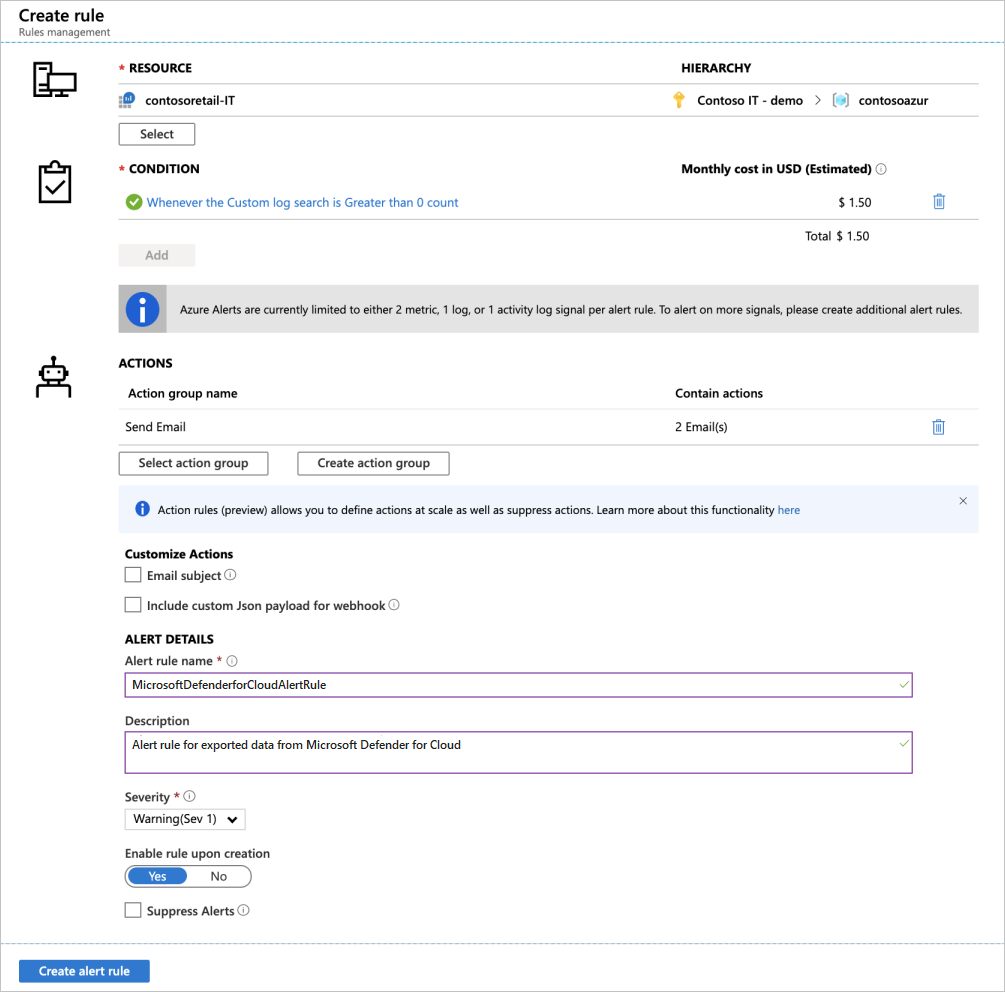 Create rule
Rules management
* RESOURCE
HIERARCHY
contosoretail-IT
Contoso IT - demo > contosoazur
Select
* CONDITION
Monthly cost in USD (Estimated)
Whenever the Custom log search is Greater than 0 count
$ 1.50
Total $ 1.50
Add
Azure Alerts are currently limited to either 2 metric, 1 log, or 1 activity log signal per alert rule. To alert on more signals, please create additional alert rules.
ACTIONS
Action group name
Contain actions
Send Email
2 Email(s)
Select action group
Create action group
Action rules (preview) allows you to define actions at scale as well as suppress actions. Learn more about this functionality here
Customize Actions
Email subject
Include custom Json payload for webhook
ALERT DETAILS
Alert rule name *
MicrosoftDefenderforCloudAlertRule
Description
Alert rule for exported data from Microsoft Defender for Cloud
Severity *
Warning(Sev 1)
Enable rule upon creation
Yes
No
Suppress Alerts
Create alert rule